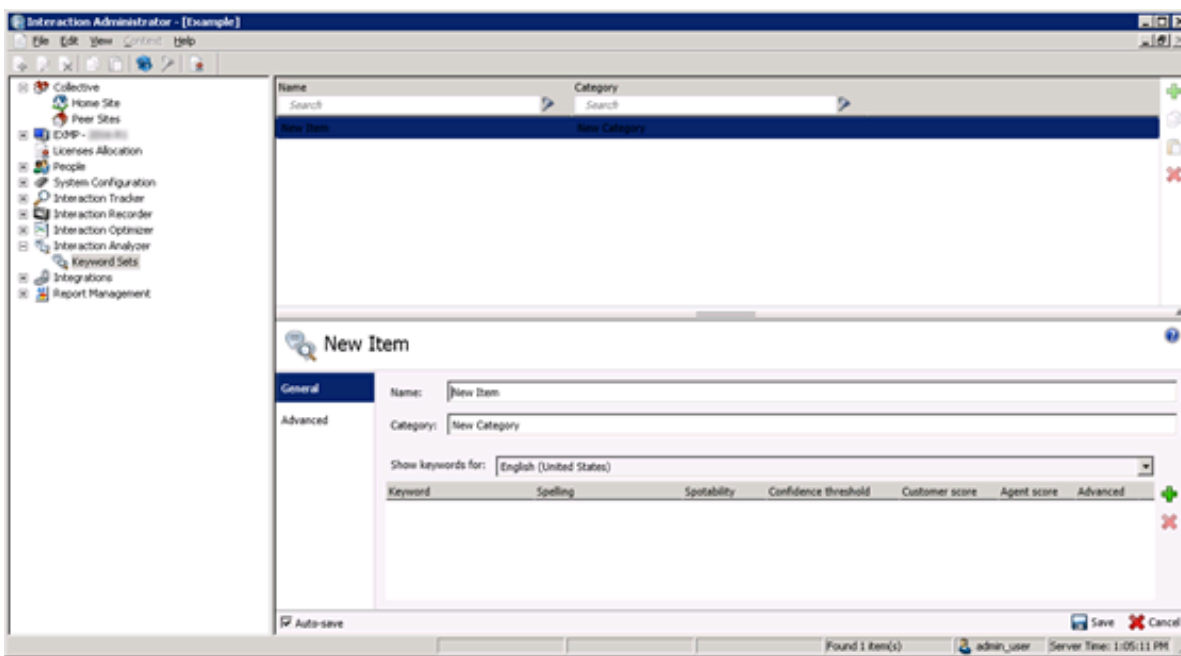 Interaction Administrator - [Example]
File Edit View Context Help
Collective
Home Site
Peer Sites
EXMP-
Licenses Allocation
People
System Configuration
Interaction Tracker
Interaction Recorder
Interaction Optimizer
Interaction Analyzer
Keyword Sets
Integrations
Report Management
Name Category
Search Search
New Item New Category
New Item
General
Advanced
Name: New Item
Category: New Category
Show keywords for: English (United States)
Keyword Spelling Spotability Confidence threshold Customer score Agent score Advanced
Auto-save
Save Cancel
Found 1 item(s) admin_user Server Time: 1:05:11 PM